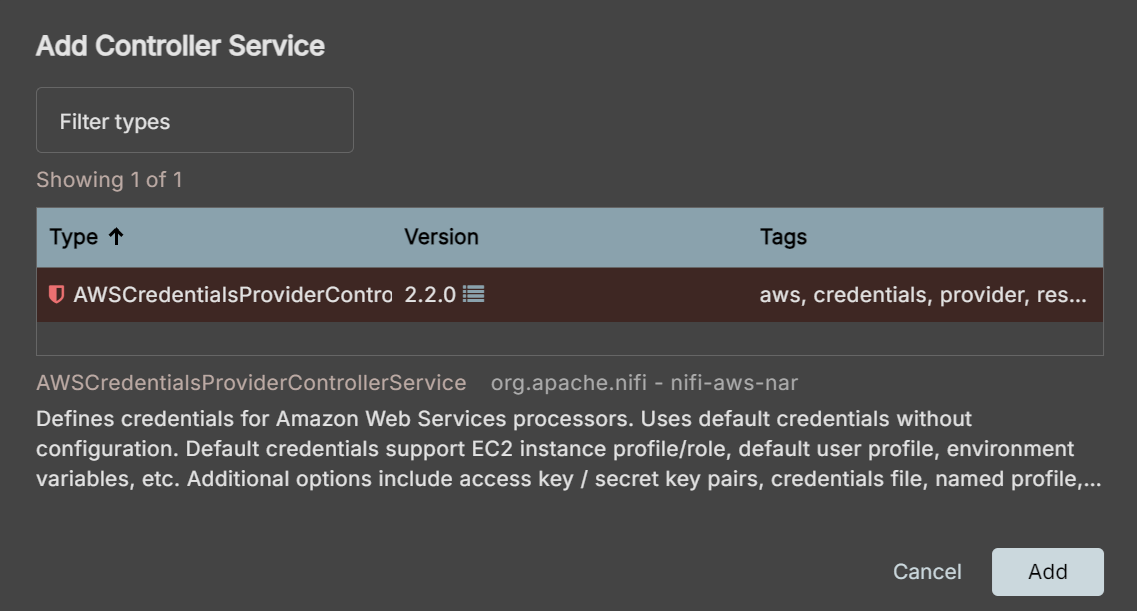 Add Controller Service
Filter types
Showing 1 of 1
Type Version Tags
AWSCredentialsProviderContro 2.2.0 aws, credentials, provider, res...
AWSCredentialsProviderControllerService org.apache.nifi - nifi-aws-nar
Defines credentials for Amazon Web Services processors. Uses default credentials without
configuration. Default credentials support EC2 instance profile/role, default user profile, environment
variables, etc. Additional options include access key / secret key pairs, credentials file, named profile,...
Cancel Add